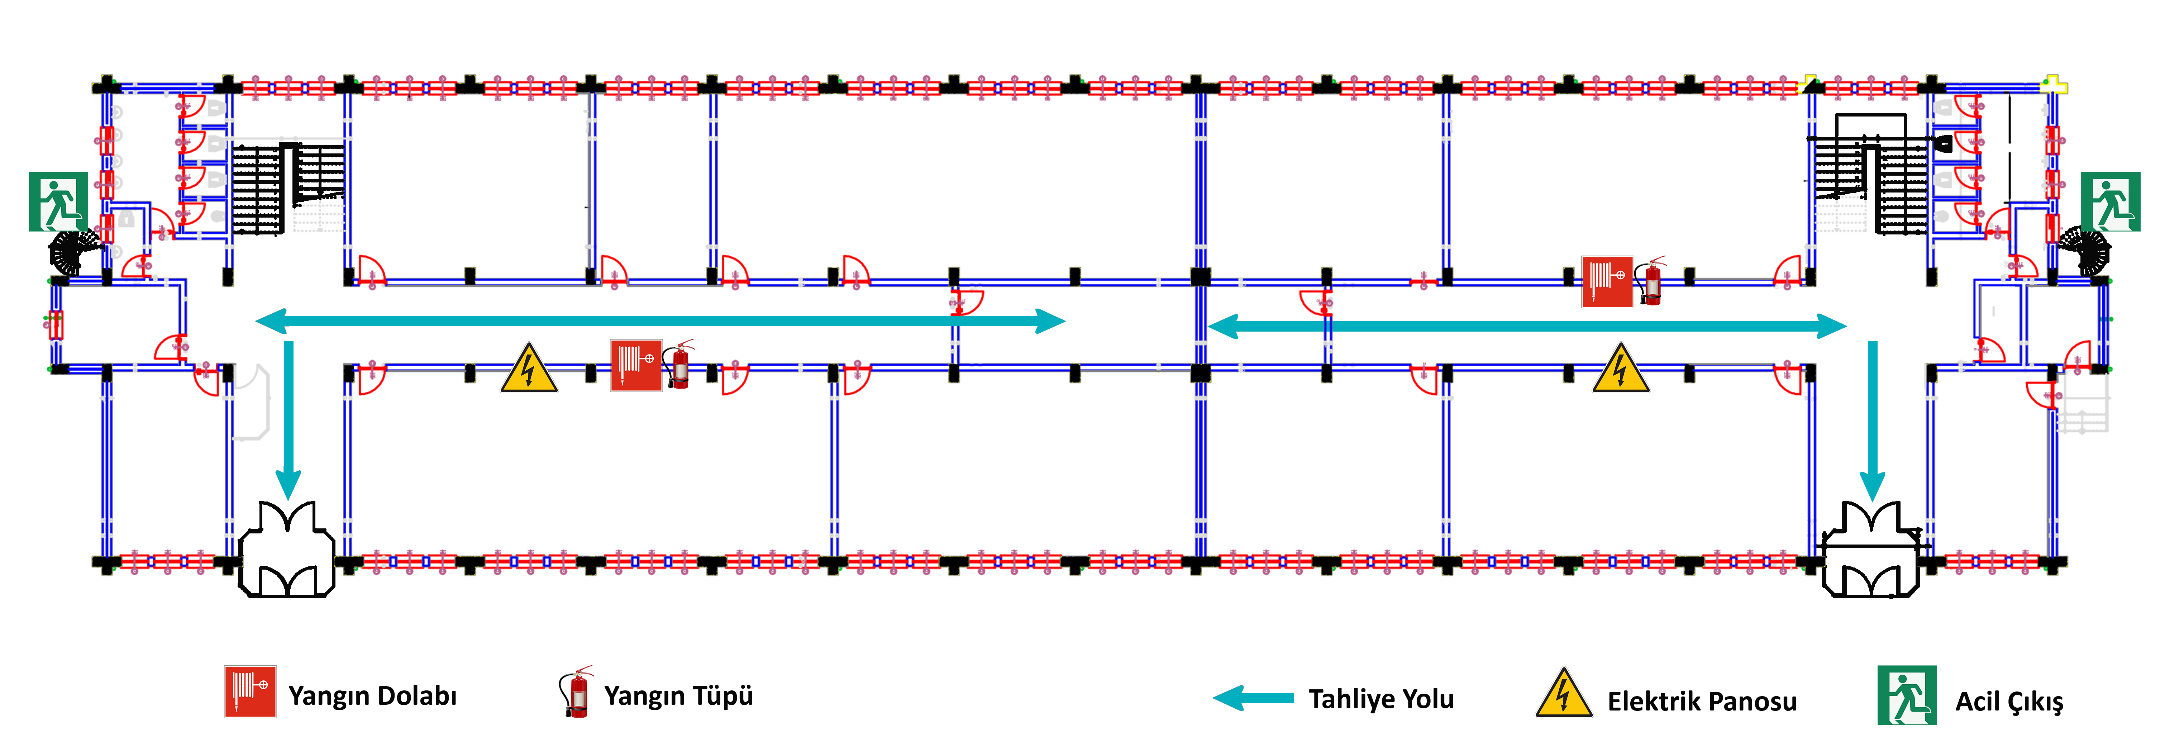 Yangın Dolabı
Yangın Tüpü
Tahliye Yolu
Elektrik Panosu
Acil Çıkış